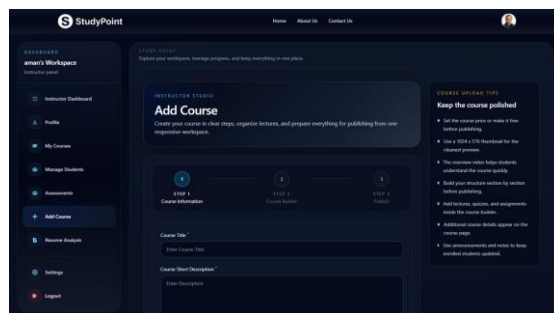 S StudyPoint
Home About Us Contact Us
DASHBOARD
aman's Workspace
Instructor panel
Instructor Dashboard
Profile
My Courses
Manage Students
Assessments
Add Course
Resume Analysis
Settings
Logout
STUDY POINT
Explore your workspace, manage progress, and keep everything in one place.
INSTRUCTOR STUDIO
Add Course
Create your course in clear steps, organize lectures, and prepare everything for publishing from one
responsive workspace.
1
STEP 1
Course Information
2
STEP 2
Course Builder
3
STEP 3
Publish
Course Title *
Enter Course Title
Course Short Description *
Enter Description
COURSE UPLOAD TIPS
Keep the course polished
Set the course price or make it free
before publishing.
Use a 1024 x 576 thumbnail for the
cleanest preview.
The overview video helps students
understand the course quickly.
Build your structure section by section
before publishing.
Add lectures, quizzes, and assignments
inside the course builder.
Additional course details appear on the
course page.
Use announcements and notes to keep
enrolled students updated.